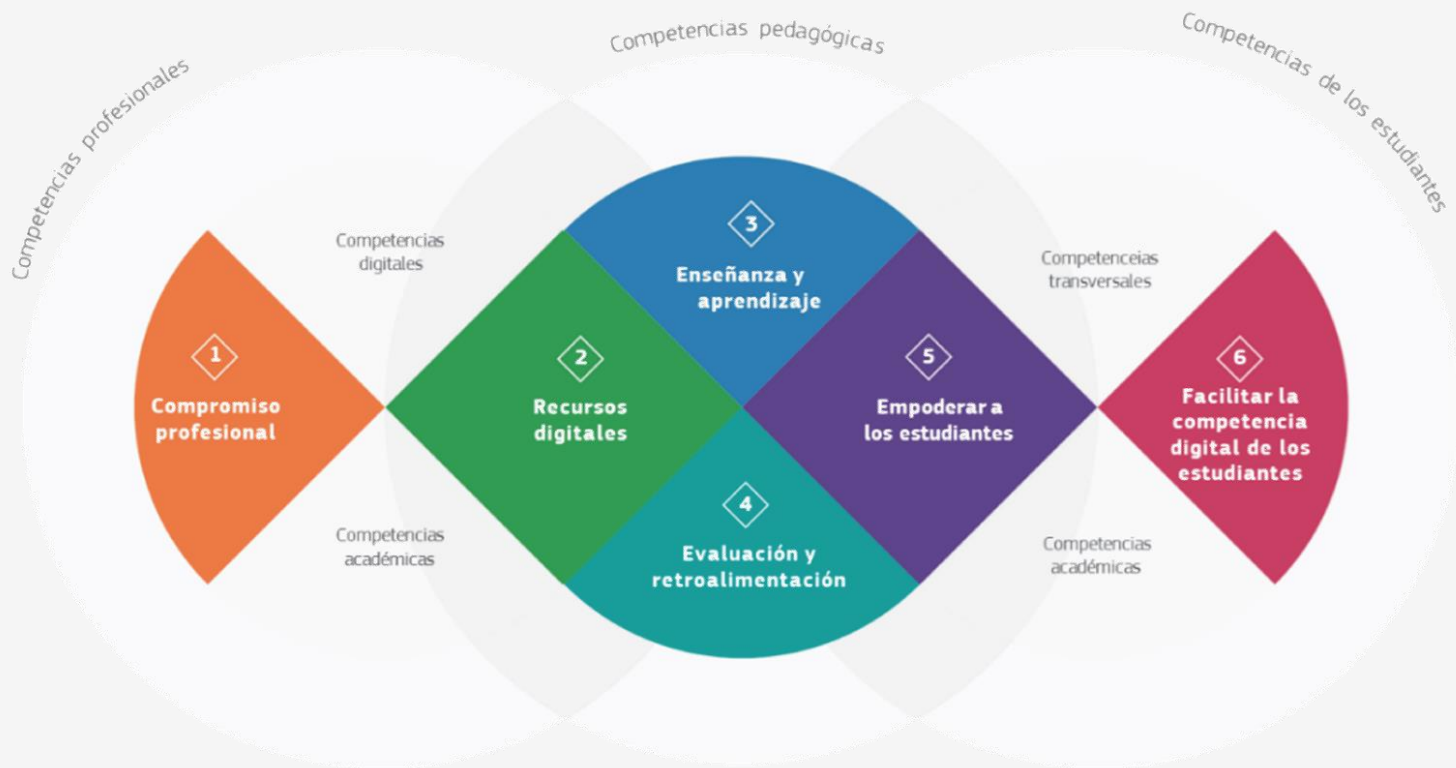 Competencias profesionales
Competencias pedagógicas
Competencias de los estudiantes
Competencias
digitales
Competencias
académicas
1
Compromiso
profesional
2
Recursos
digitales
3
Enseñanza y
aprendizaje
4
Evaluación y
retroalimentación
5
Empoderar a
los estudiantes
Competenceias
transversales
Competencias
académicas
6
Facilitar la
competencia
digital de los
estudiantes